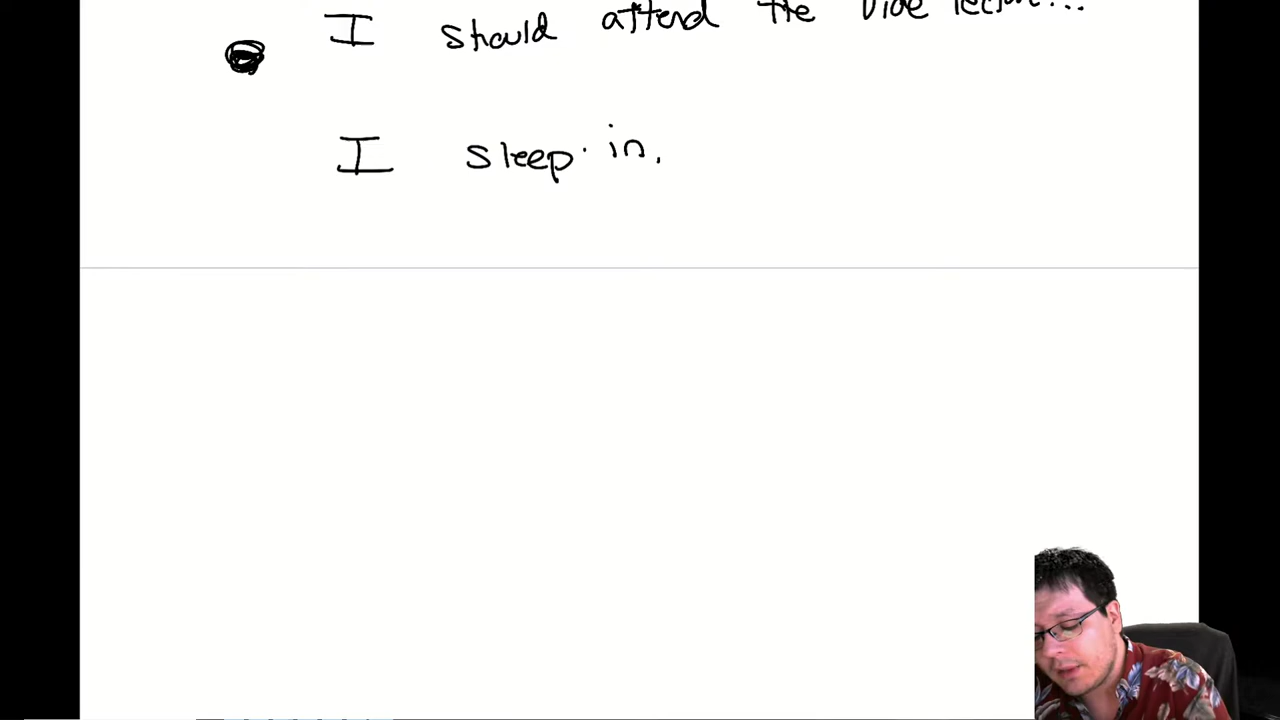 I should attend the
I sleep in.